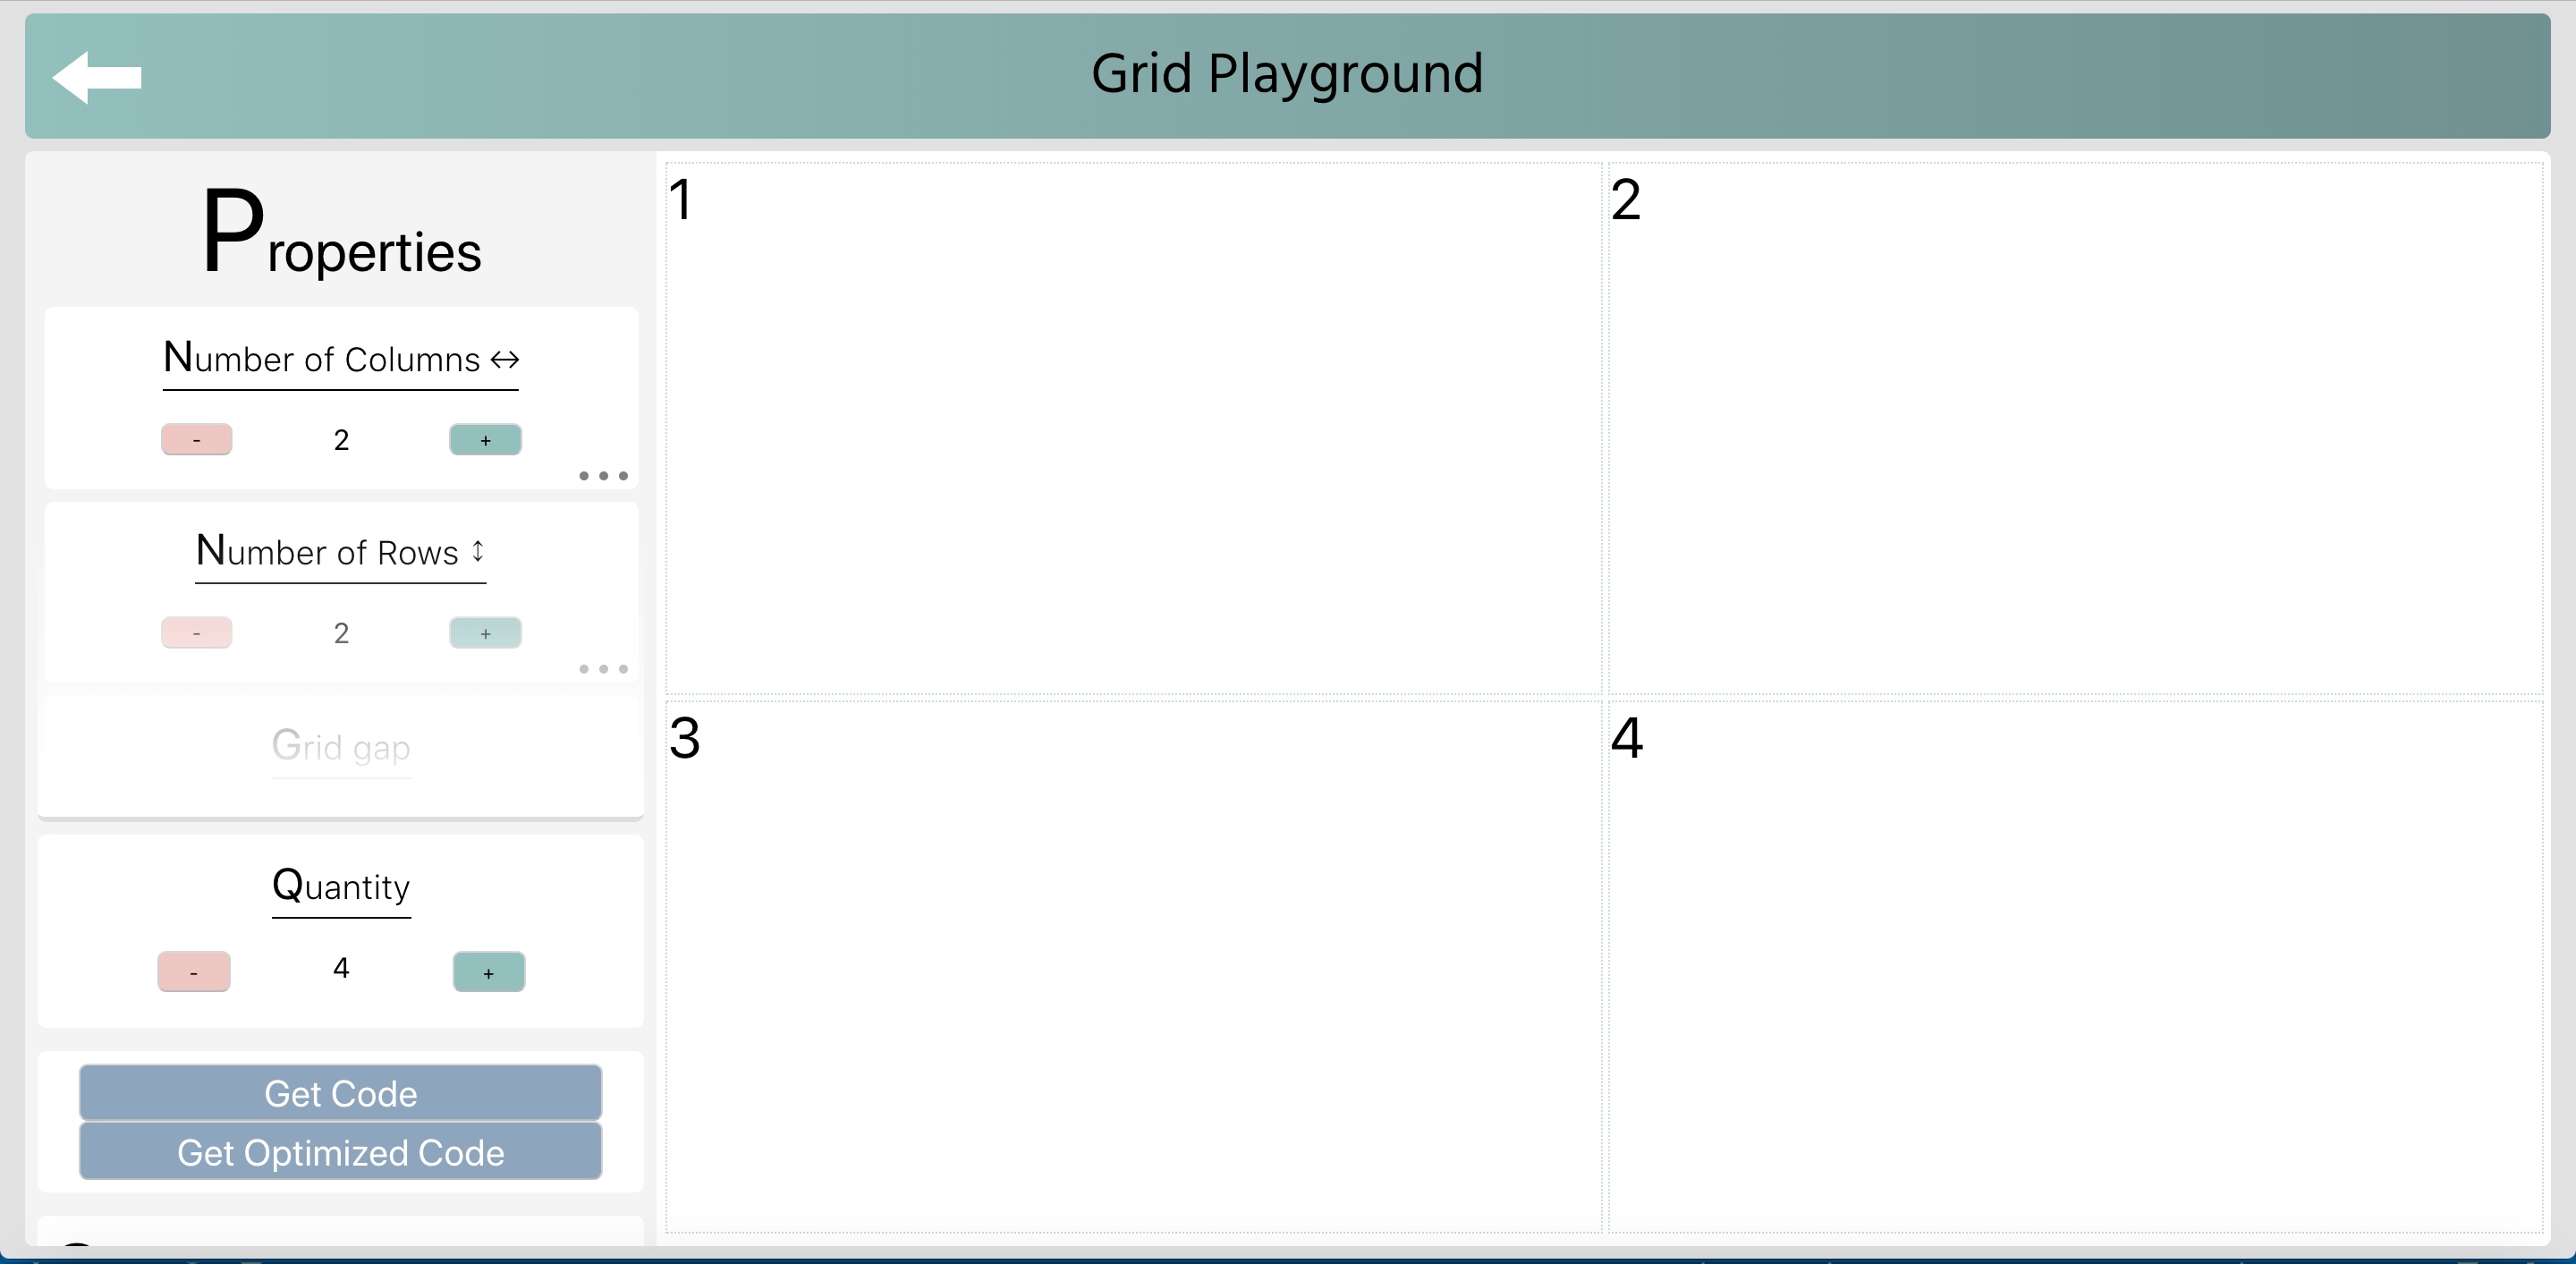 Grid Playground
Properties
Number of Columns ↔
- 2 +
Number of Rows ↕
- 2 +
Grid gap
Quantity
- 4 +
Get Code
Get Optimized Code
1
2
3
4